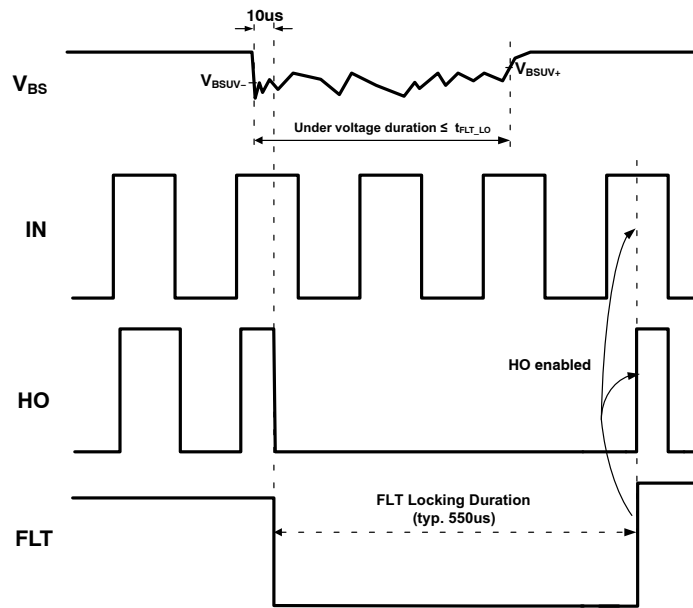 10us
VBS
VBSUV–
VBSUV+
Under voltage duration ≤ tFLT_LO
IN
HO
HO enabled
FLT Locking Duration
(typ. 550us)
FLT